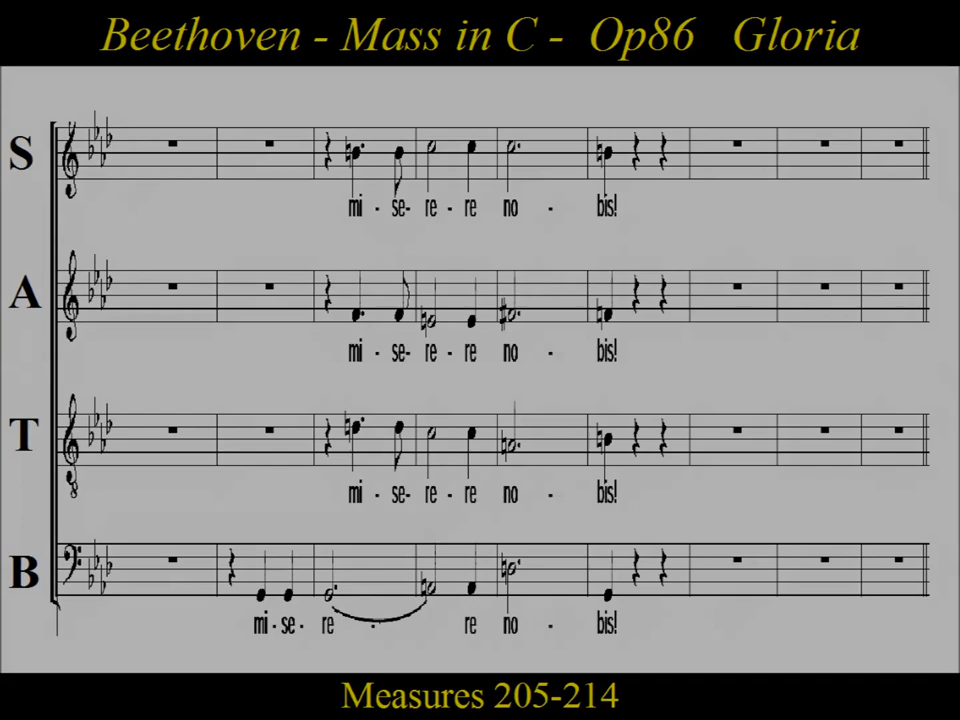 Beethoven - Mass in C - Op86 Gloria
S
mi - se- re - re no - bis!
A
mi - se- re - re no - bis!
T
8
mi - se- re - re no - bis!
B
mi - se - re - re no - bis!
Measures 205-214